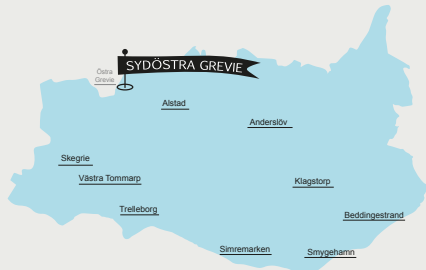 SYDÖSTRA GREVIE
Östra
Grevie
Alstad
Anderslöv
Skegrie
Västra Tommarp
Klagstorp
Trelleborg
Beddingestrand
Simremarken
Smygehamn